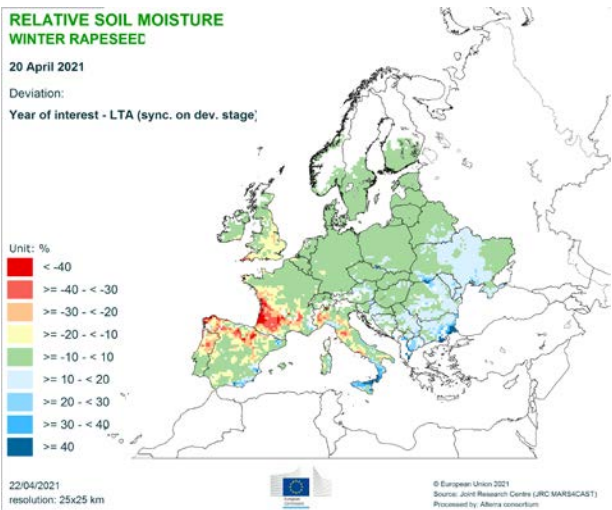 RELATIVE SOIL MOISTURE
WINTER RAPESEED
20 April 2021
Deviation:
Year of interest - LTA (sync. on dev. stage)
Unit: %
< -40
>= -40 - < -30
>= -30 - < -20
>= -20 - < -10
>= -10 - < 10
>= 10 - < 20
>= 20 - < 30
>= 30 - < 40
>= 40
22/04/2021
resolution: 25x25 km
European
Commission
© European Union 2021
Source: Joint Research Centre (JRC MARS4CAST)
Processed by: Alterra consortium